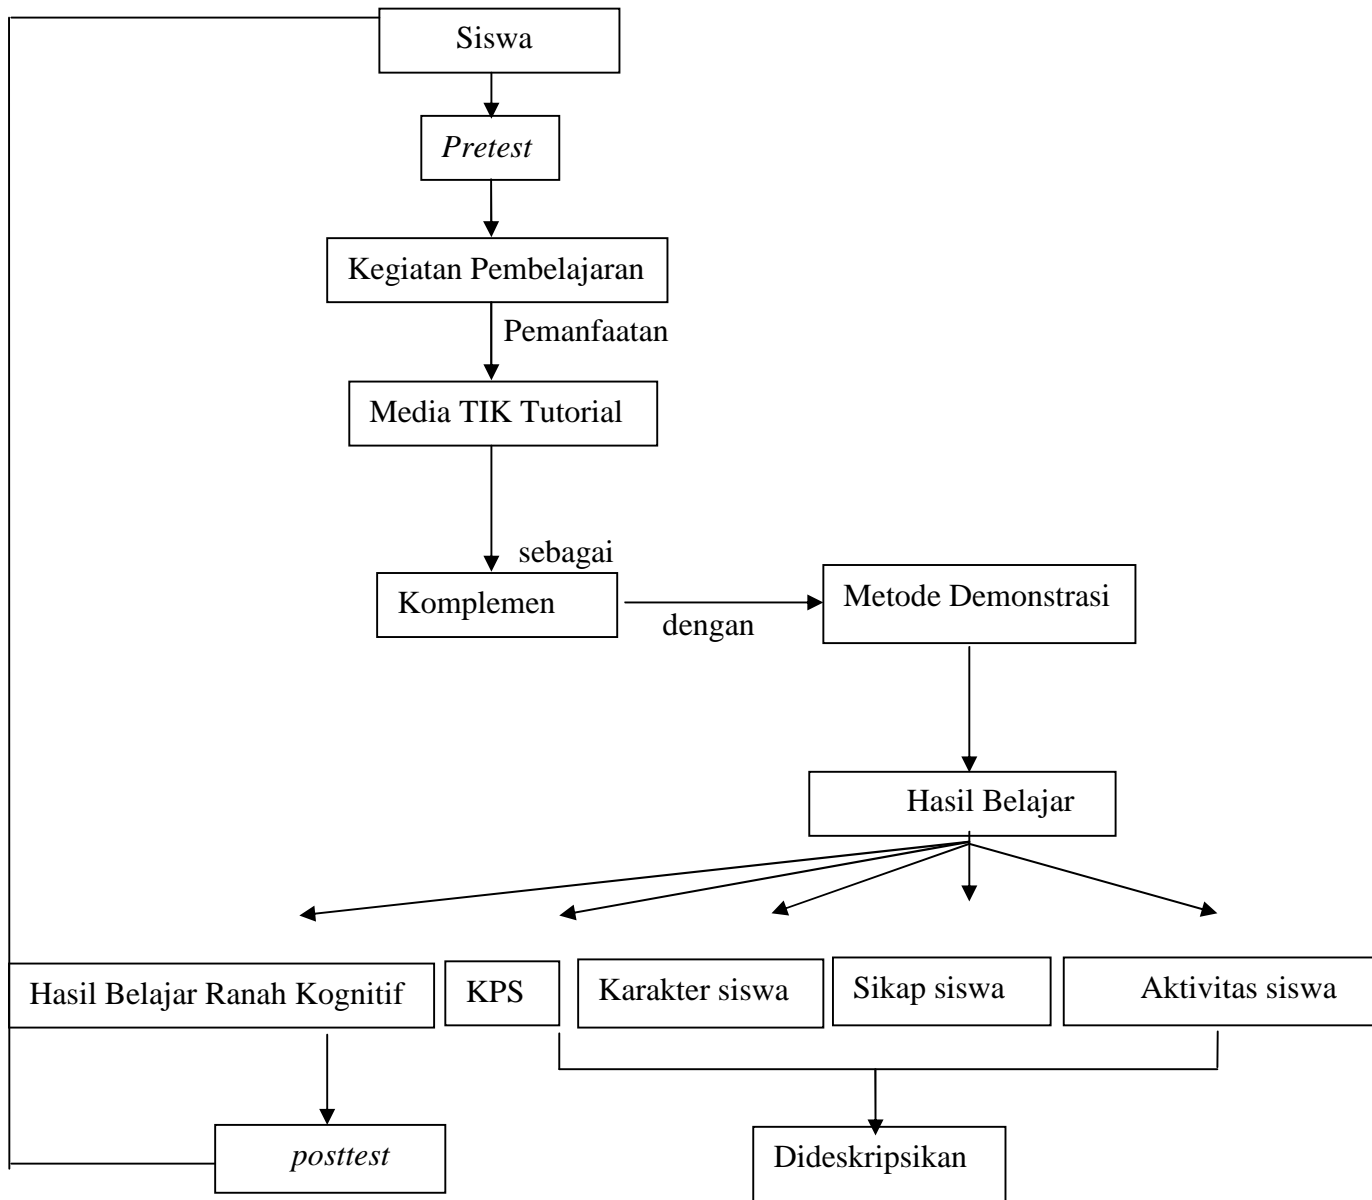 Siswa
Pretest
Kegiatan Pembelajaran
Pemanfaatan
Media TIK Tutorial
sebagai
Komplemen
dengan
Metode Demonstrasi
Hasil Belajar
Hasil Belajar Ranah Kognitif
KPS
Karakter siswa
Sikap siswa
Aktivitas siswa
posttest
Dideskripsikan